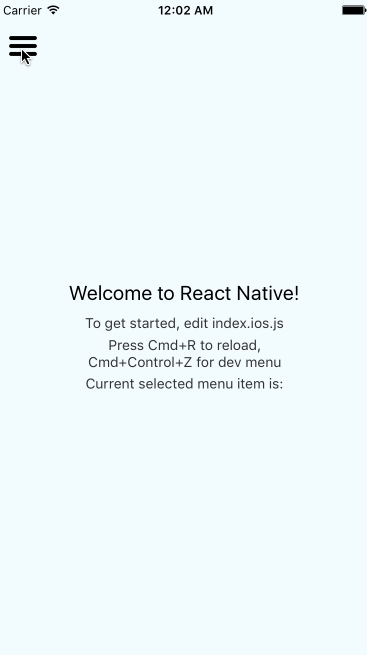 Carrier 12:02 AM
Welcome to React Native!
To get started, edit index.ios.js
Press Cmd+R to reload,
Cmd+Control+Z for dev menu
Current selected menu item is: